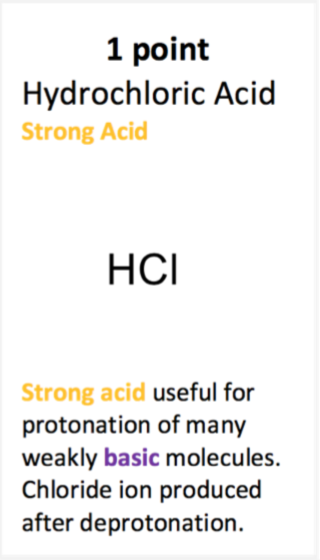 1 point
Hydrochloric Acid
Strong Acid
HCl
Strong acid useful for
protonation of many
weakly basic molecules.
Chloride ion produced
after deprotonation.